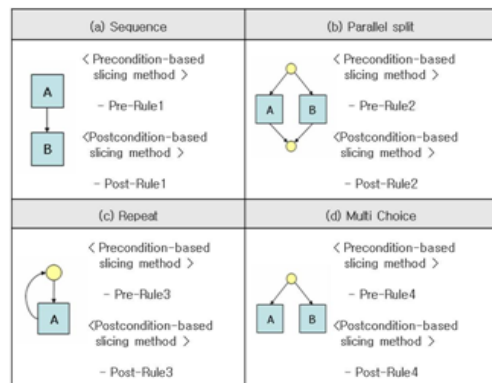 (a) Sequence
A
B
< Precondition-based
slicing method >
- Pre-Rule1
<Postcondition-based
slicing method >
- Post-Rule1
(b) Parallel split
A B
< Precondition-based
slicing method >
- Pre-Rule2
<Postcondition-based
slicing method >
- Post-Rule2
(c) Repeat
A
< Precondition-based
slicing method >
- Pre-Rule3
<Postcondition-based
slicing method >
- Post-Rule3
(d) Multi Choice
A B
< Precondition-based
slicing method >
- Pre-Rule4
<Postcondition-based
slicing method >
- Post-Rule4